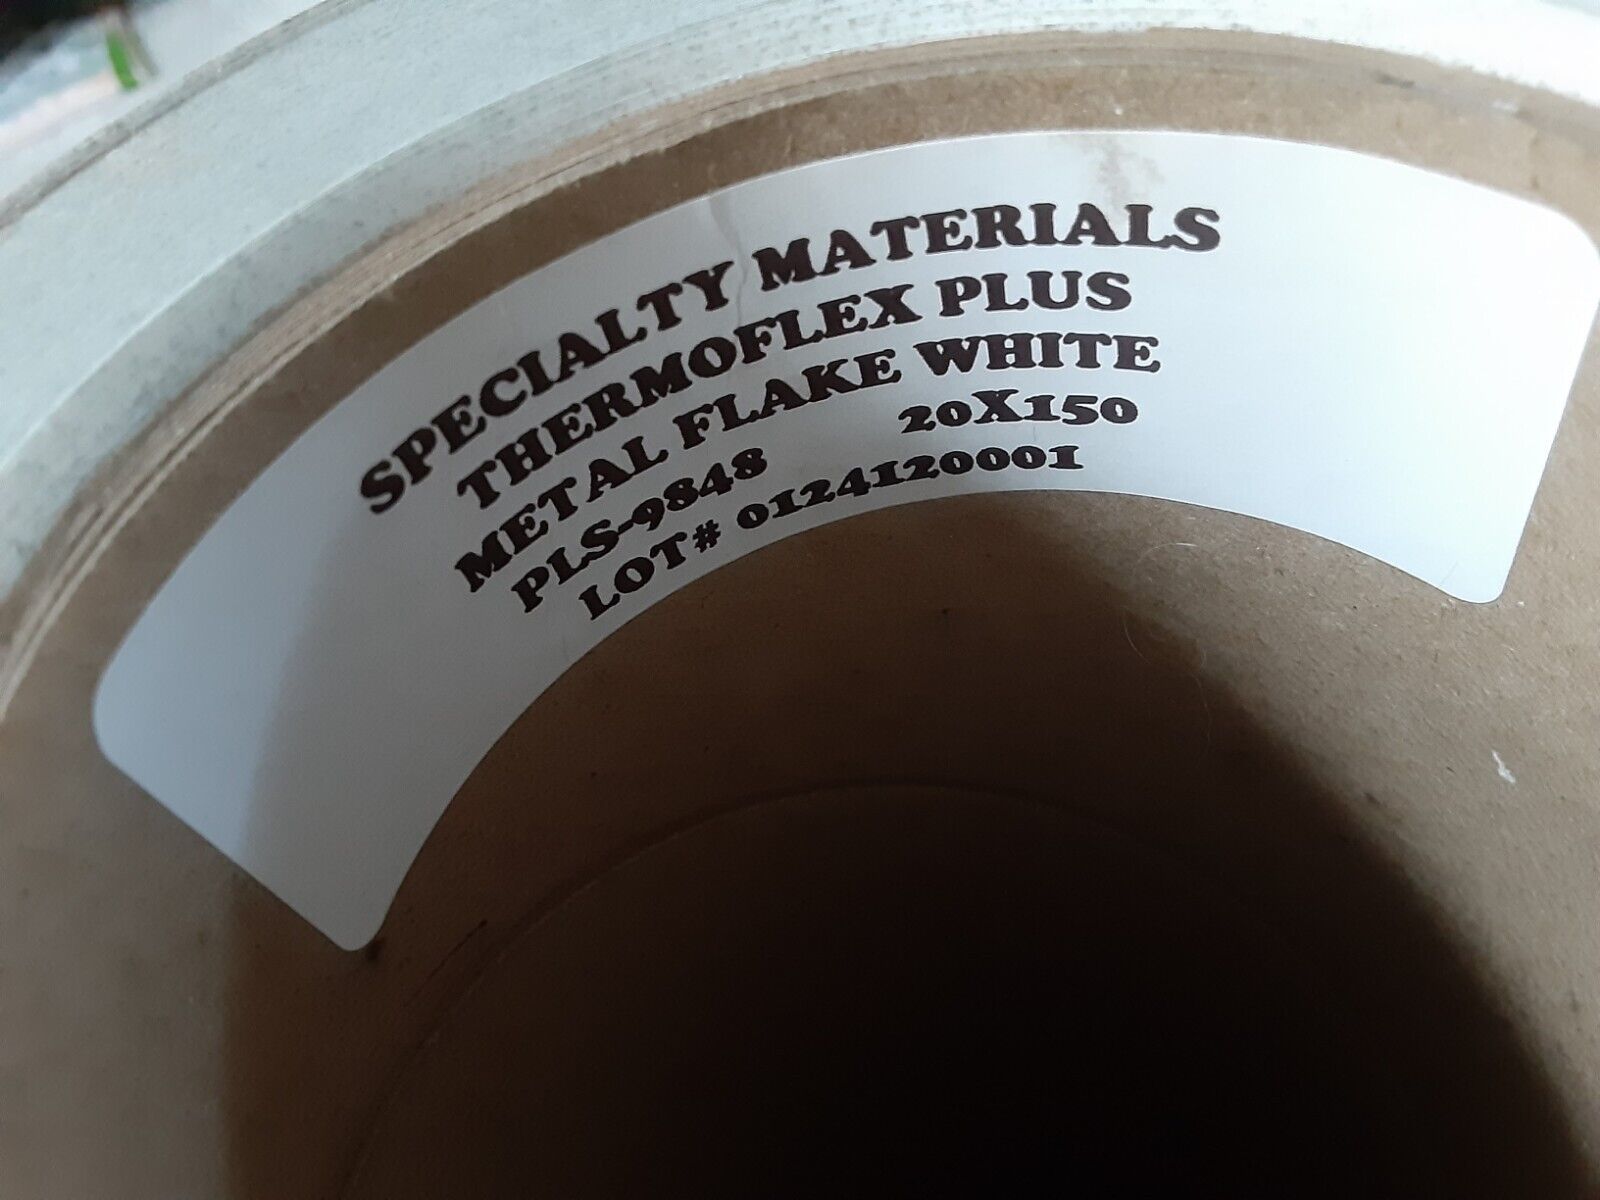 SPECIALTY MATERIALS
THERMOFLEX PLUS
METAL FLAKE WHITE
PLS-9848 20X150
LOT# 0124120001